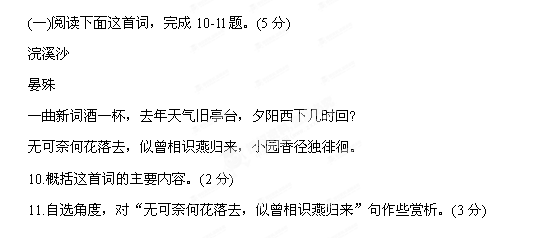 (一)阅读下面这首词，完成 10-11题。(5 分)
浣溪沙
晏殊
一曲新词酒一杯，去年天气旧亭台，夕阳西下几时回?
无可奈何花落去，似曾相识燕归来，小园香径独徘徊。
10.概括这首词的主要内容。(2 分)
11.自选角度，对“无可奈何花落去，似曾相识燕归来”句作些赏析。(3 分)